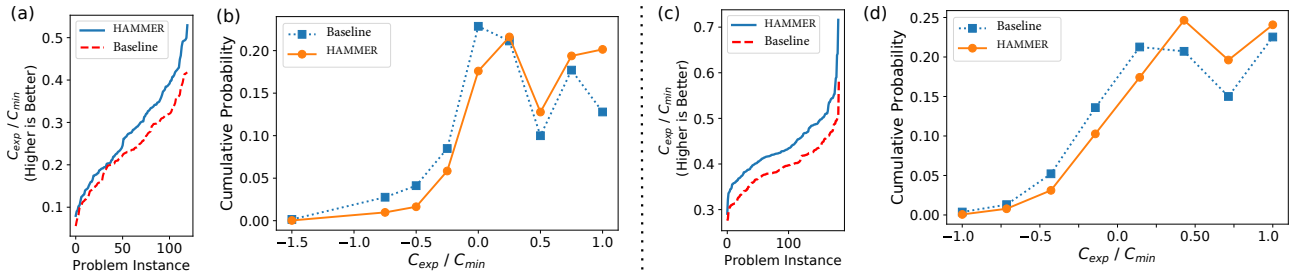 (a)
HAMMER
Baseline
0.5
0.4
0.3
0.2
0.1
C_exp / C_min
(Higher is Better)
0 50 100
Problem Instance
(b)
Baseline
HAMMER
0.20
0.15
0.10
0.05
0.00
Cumulative Probability
−1.5 −1.0 −0.5 0.0 0.5 1.0
C_exp / C_min
(c)
HAMMER
Baseline
0.7
0.6
0.5
0.4
0.3
C_exp / C_min
(Higher is Better)
0 100
Problem Instance
(d)
Baseline
HAMMER
0.25
0.20
0.15
0.10
0.05
0.00
Cumulative Probability
−1.0 −0.5 0.0 0.5 1.0
C_exp / C_min